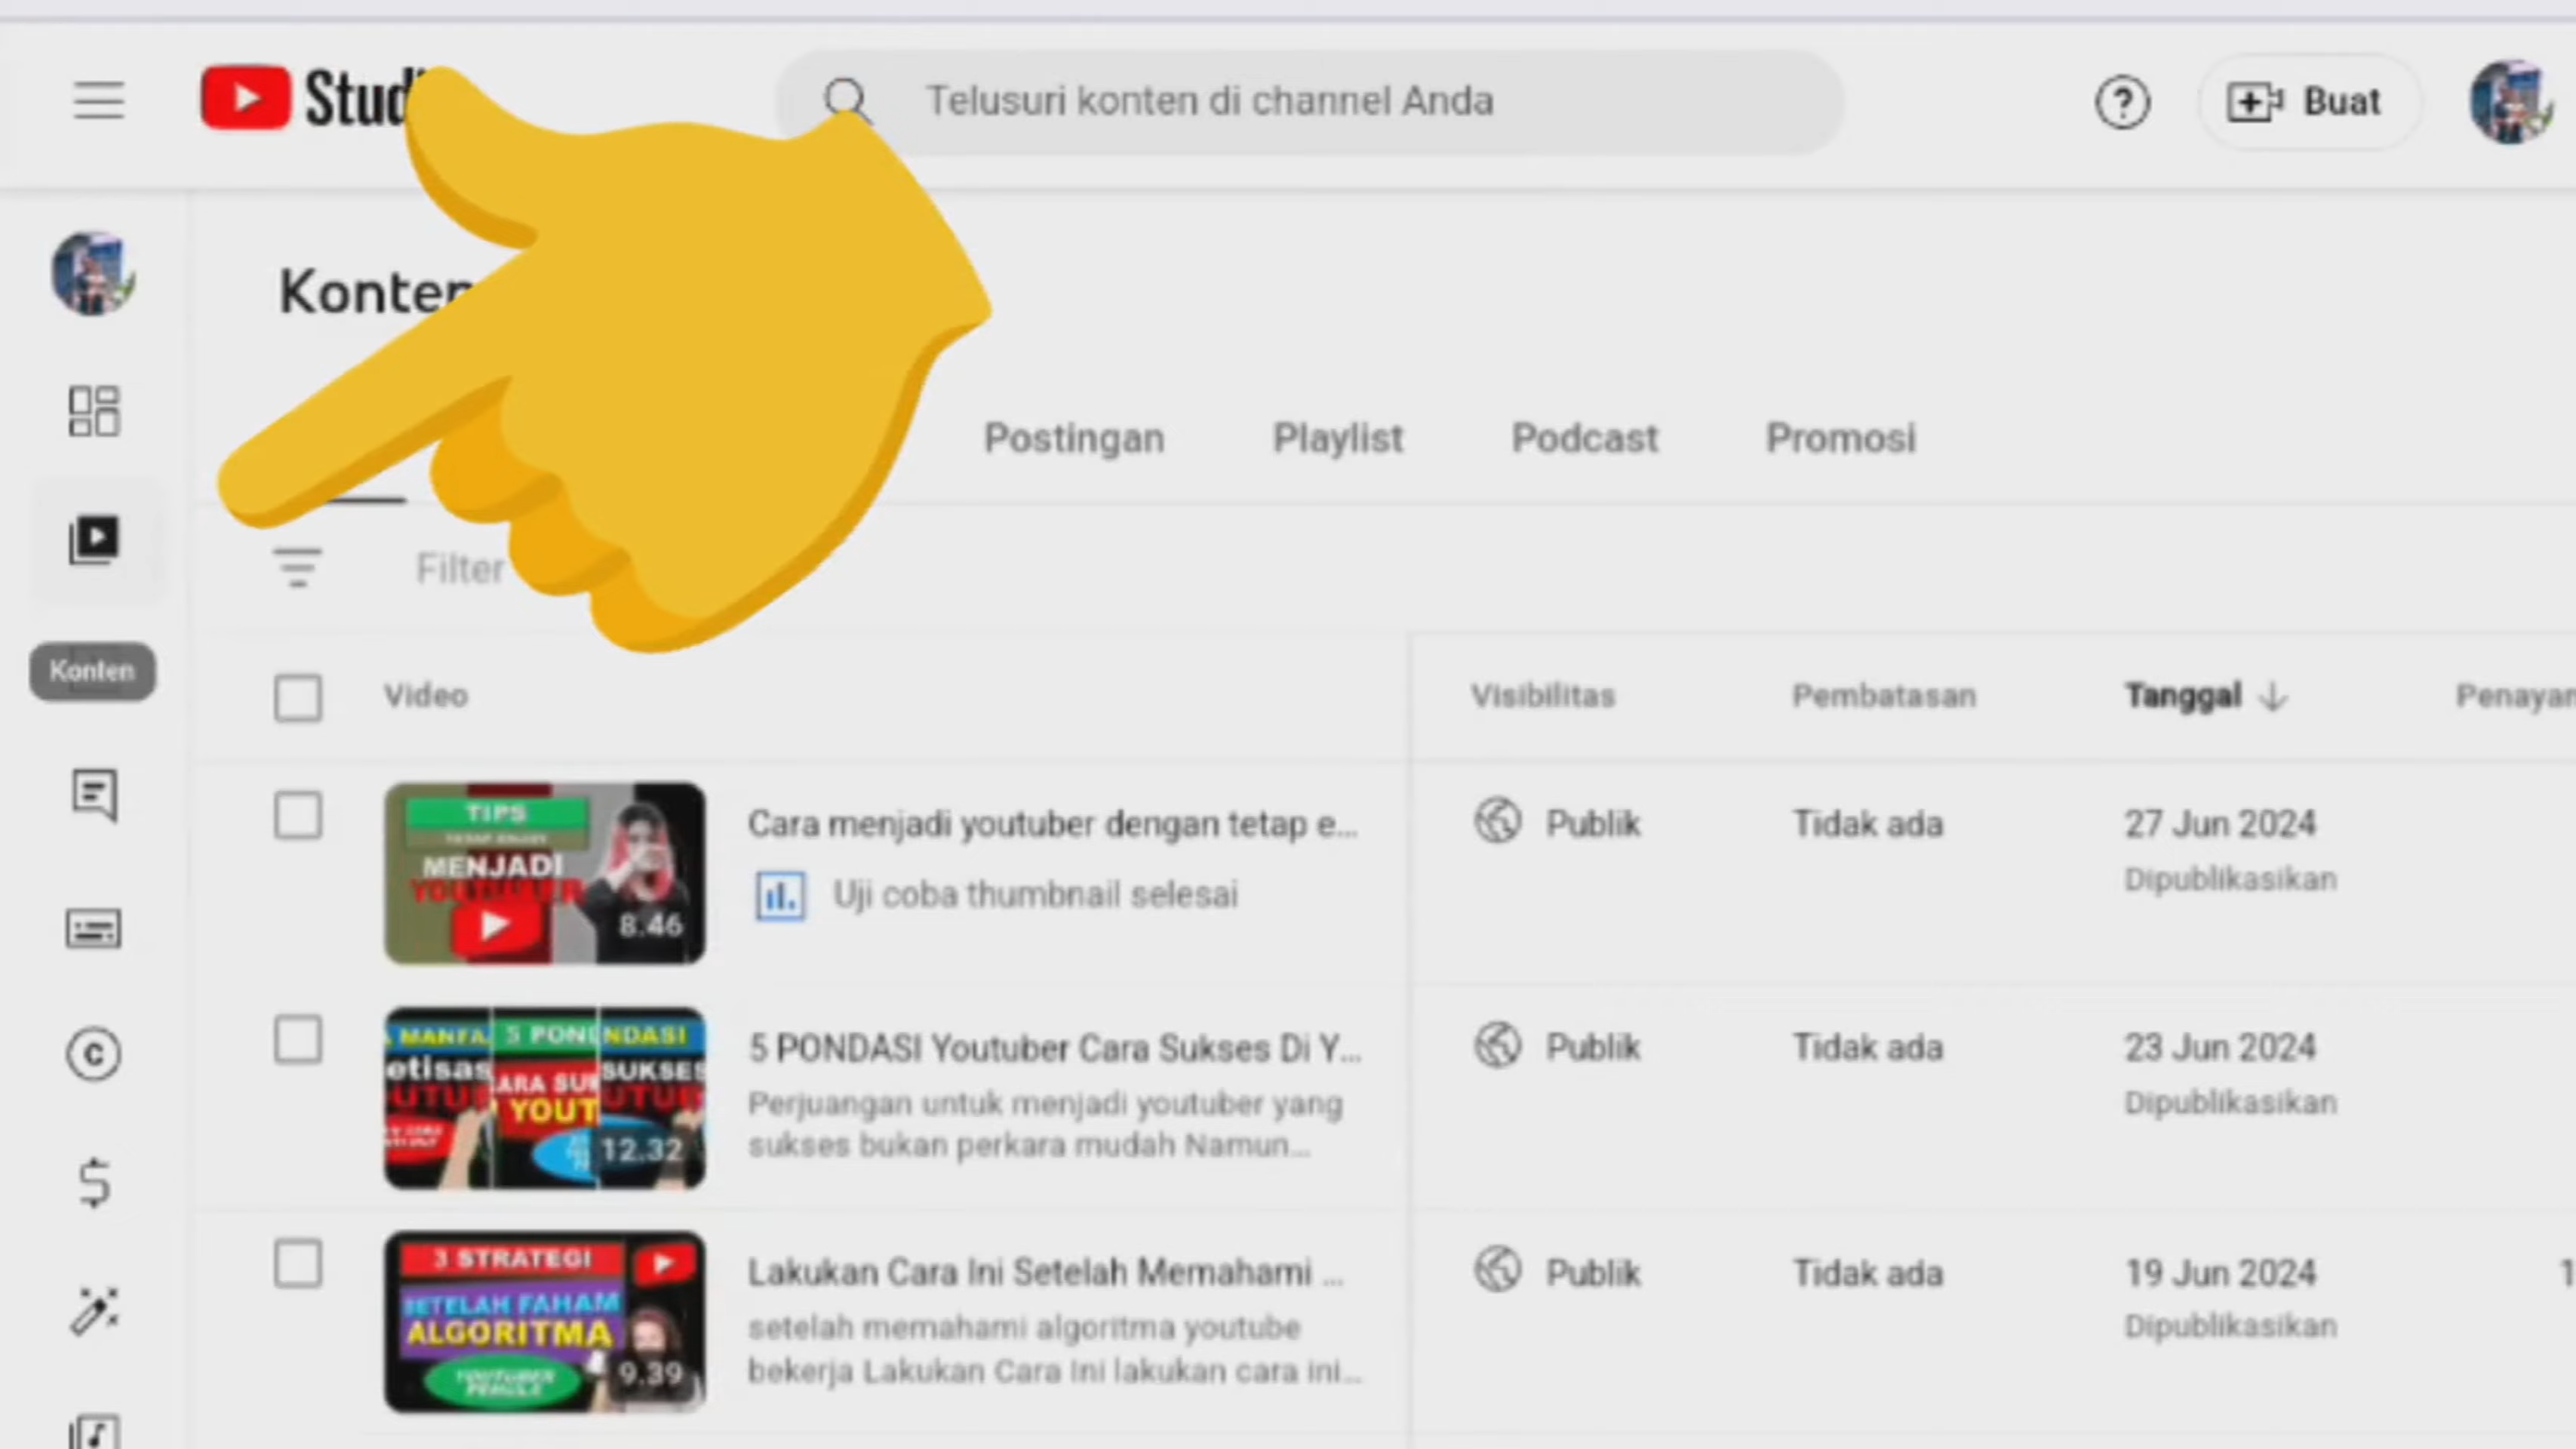 Telusuri konten di channel Anda
Buat
Postingan
Playlist
Podcast
Promosi
Filter
Konten
Video
Visibilitas
Pembatasan
Tanggal
TIPS
MENJADI
YOUTUBER
8.46
Cara menjadi youtuber dengan tetap e...
Uji coba thumbnail selesai
Publik
Tidak ada
27 Jun 2024
Dipublikasikan
5 POND
NDASI
SUKSES
YOUT
12.32
5 PONDASI Youtuber Cara Sukses Di Y...
Perjuangan untuk menjadi youtuber yang
sukses bukan perkara mudah Namun...
Publik
Tidak ada
23 Jun 2024
Dipublikasikan
3 STRATEGI
SETELAH FAHAM
ALGORITMA
9.39
Lakukan Cara Ini Setelah Memahami ...
setelah memahami algoritma youtube
bekerja Lakukan Cara Ini lakukan cara ini...
Publik
Tidak ada
19 Jun 2024
Dipublikasikan